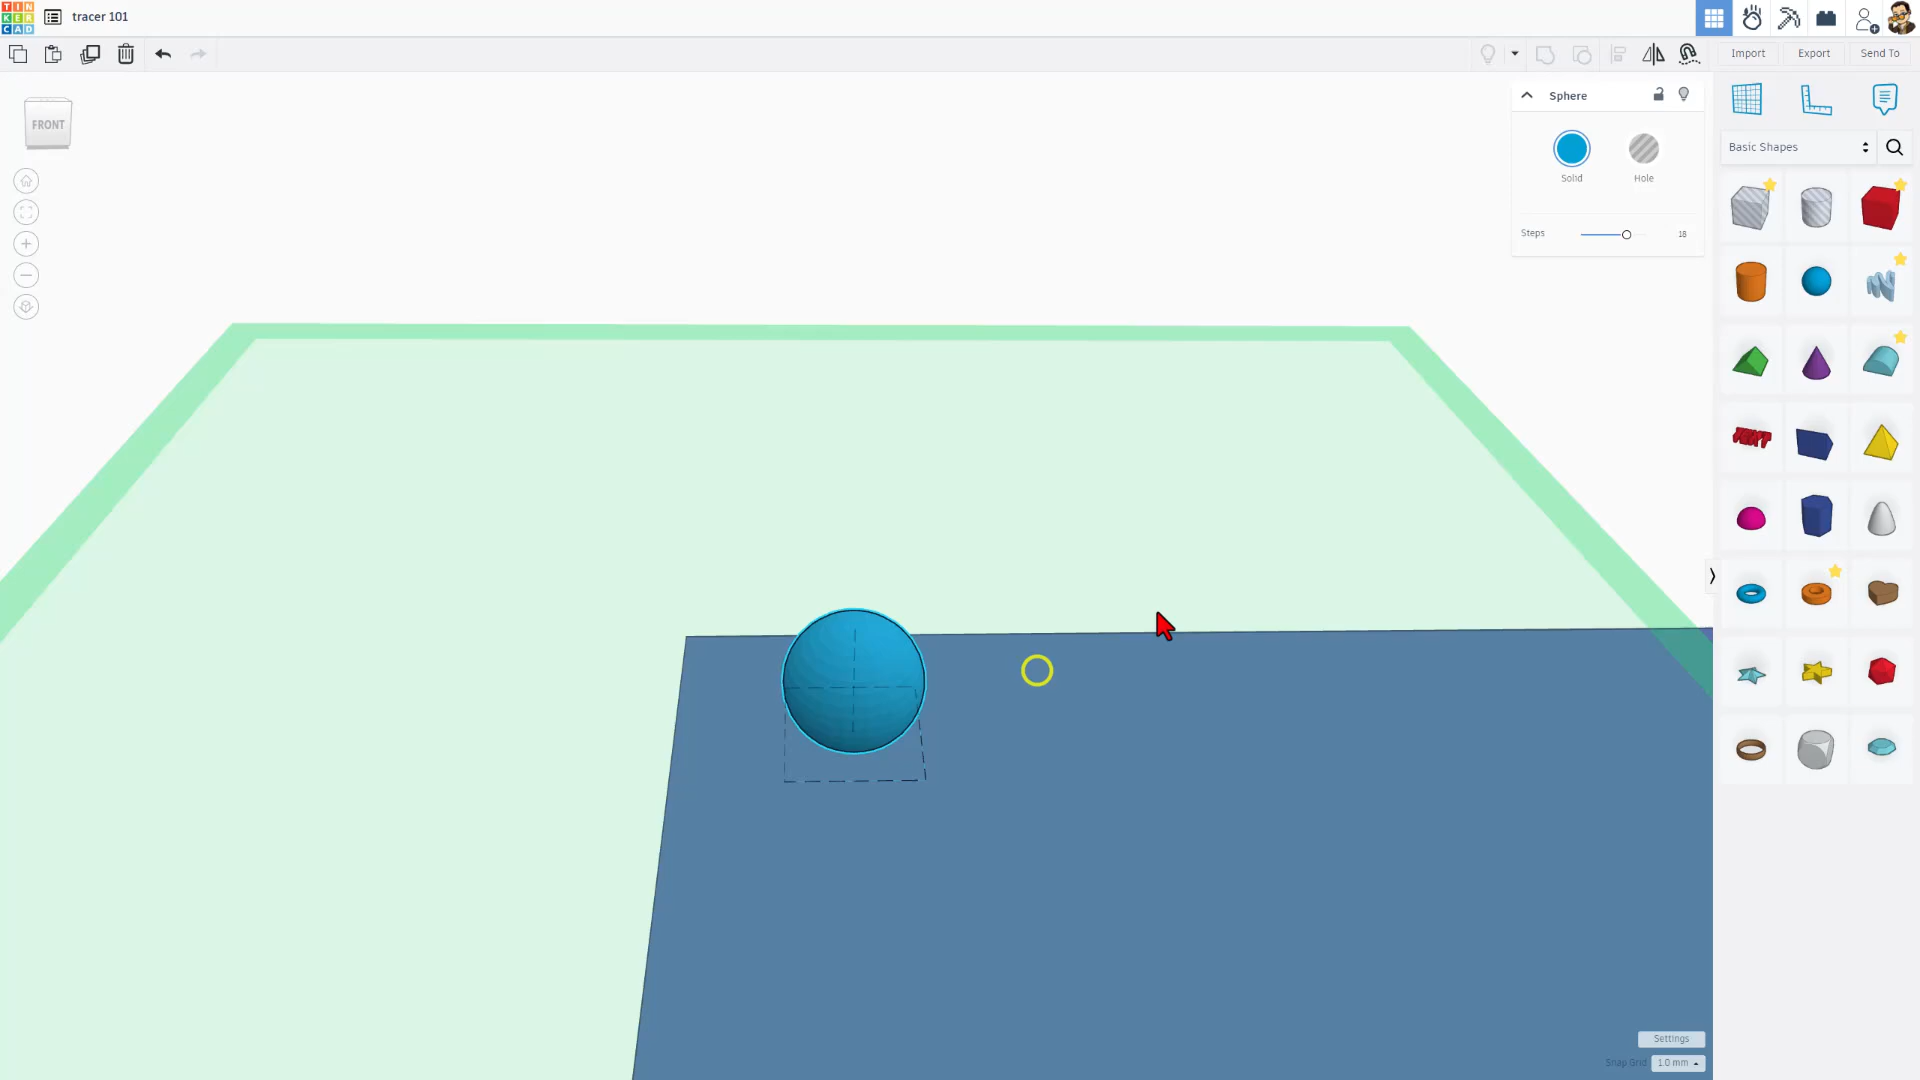 TIN
KER
CAD
tracer 101
Import
Export
Send To
FRONT
Sphere
Solid
Hole
Steps
18
Basic Shapes
TEXT
Settings
Snap Grid
1.0 mm